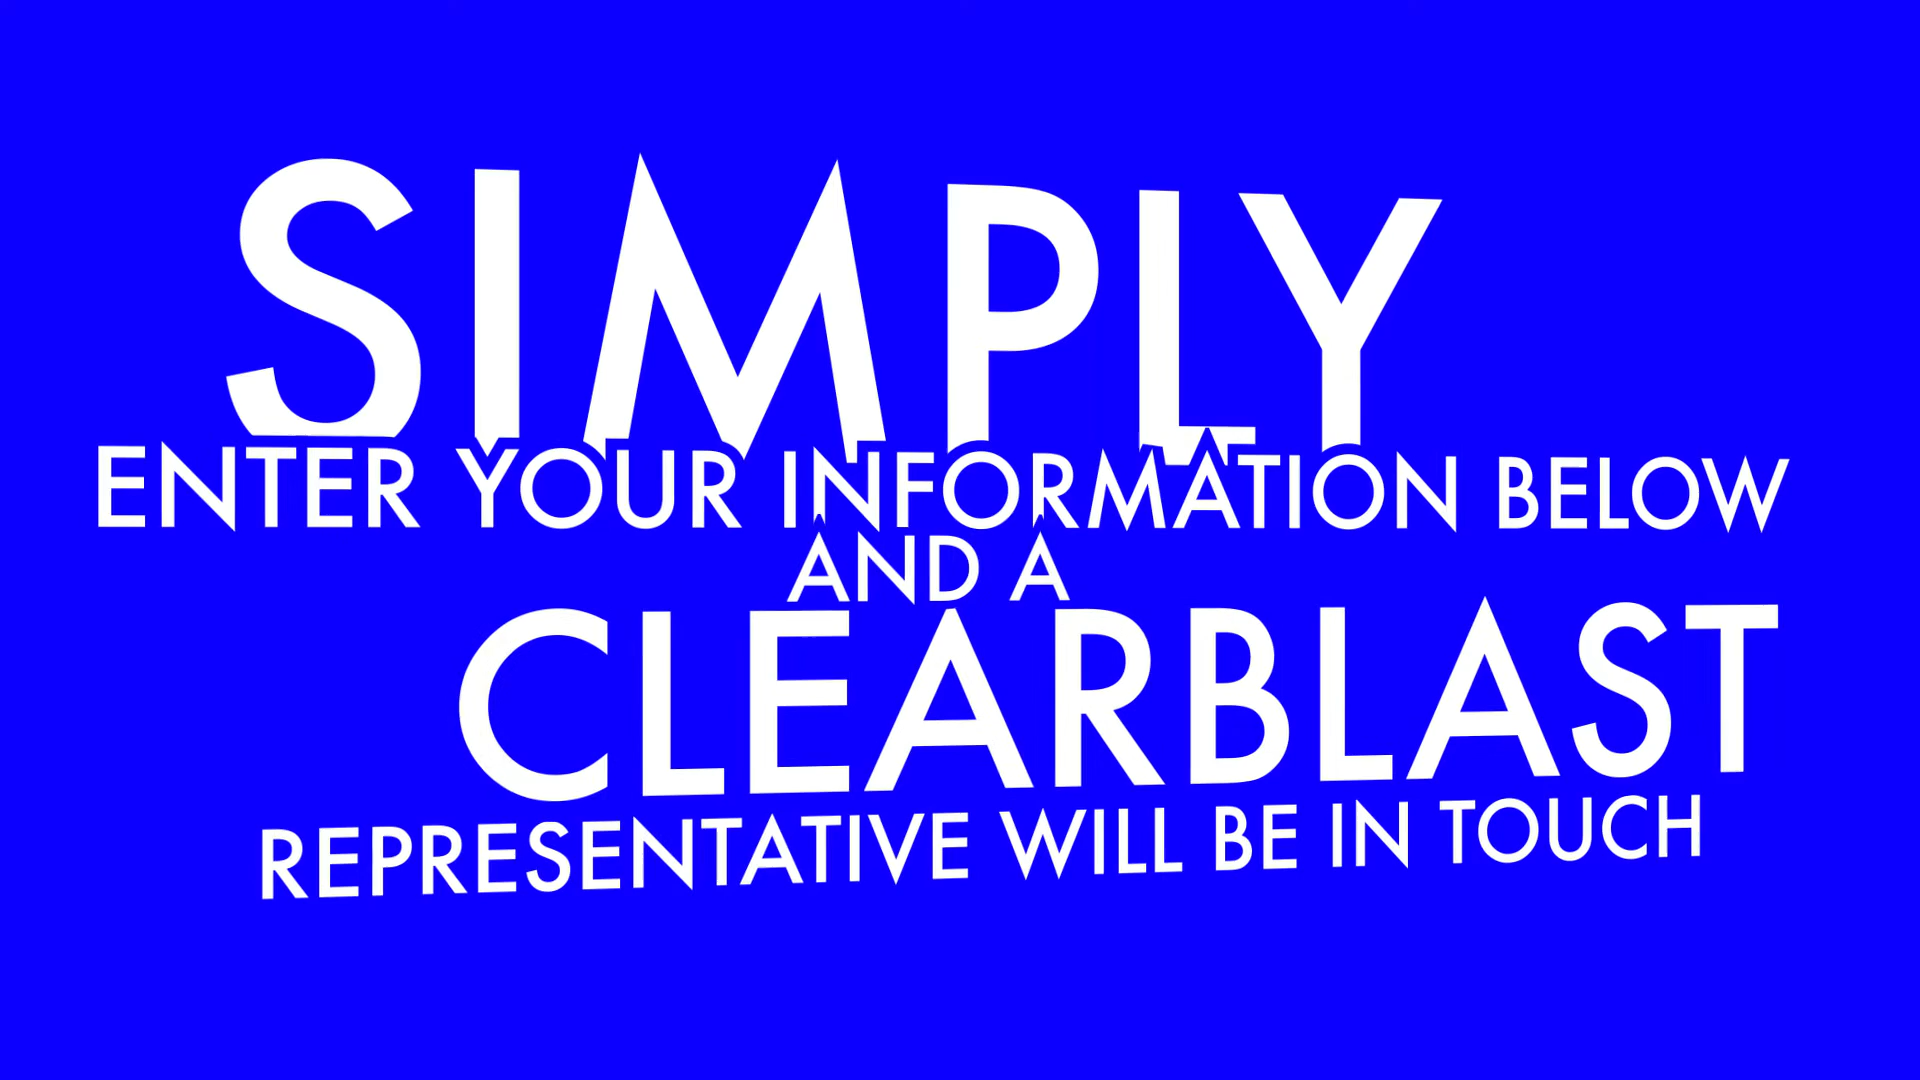 SIMPLY
ENTER YOUR INFORMATION BELOW
AND A
CLEARBLAST
REPRESENTATIVE WILL BE IN TOUCH